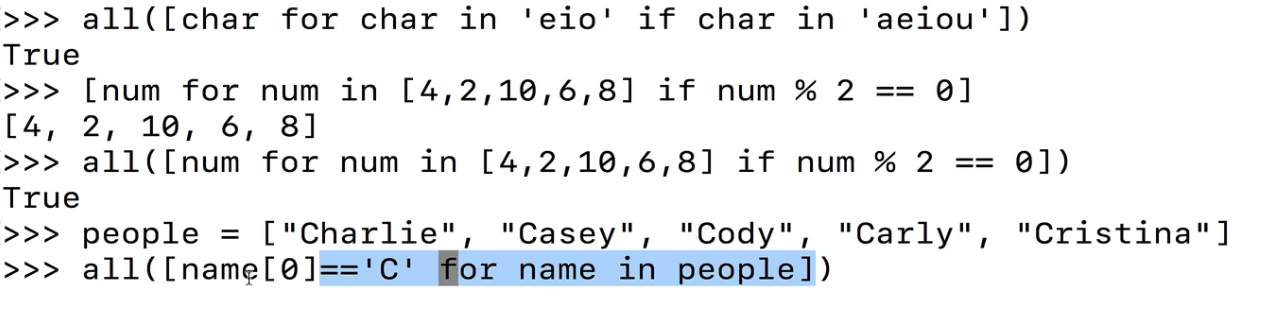 >>> all([char for char in 'eio' if char in 'aeiou'])
True
>>> [num for num in [4,2,10,6,8] if num % 2 == 0]
[4, 2, 10, 6, 8]
>>> all([num for num in [4,2,10,6,8] if num % 2 == 0])
True
>>> people = ["Charlie", "Casey", "Cody", "Carly", "Cristina"]
>>> all([name[0]=='C' for name in people])